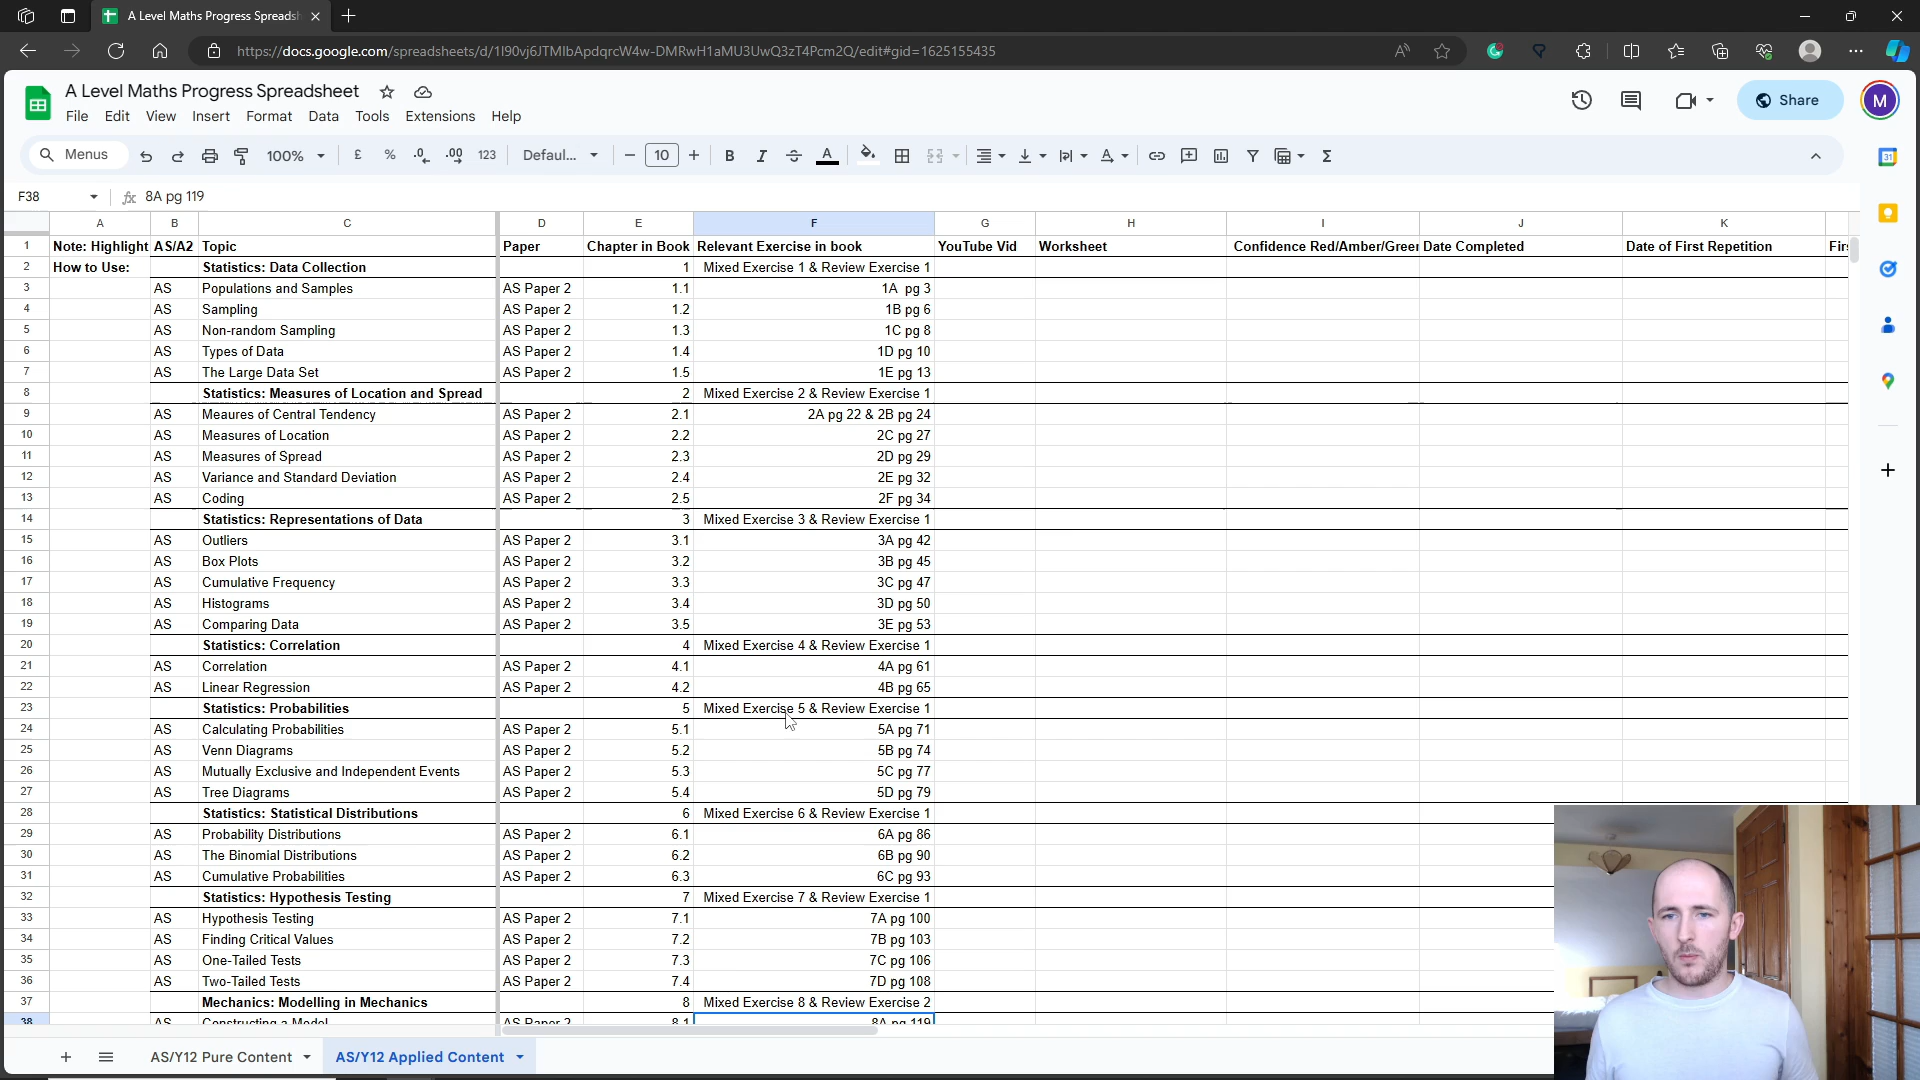 A Level Maths Progress Spreadsh
https://docs.google.com/spreadsheets/d/1I90vj6JTMIbApdqrcW4w-DMRwH1aMU3UwQ3zT4Pcm2Q/edit#gid=1625155435
A Level Maths Progress Spreadsheet
Share
M
File Edit View Insert Format Data Tools Extensions Help
Menus 100% £ % .0 .00 123 Defaul... 10 B I A
F38 fx 8A pg 119
A B C D E F G H I J K
1 Note: Highlight AS/A2 Topic Paper Chapter in Book Relevant Exercise in book YouTube Vid Worksheet Confidence Red/Amber/Green Date Completed Date of First Repetition Fir
2 How to Use: Statistics: Data Collection 1 Mixed Exercise 1 & Review Exercise 1
3 AS Populations and Samples AS Paper 2 1.1 1A pg 3
4 AS Sampling AS Paper 2 1.2 1B pg 6
5 AS Non-random Sampling AS Paper 2 1.3 1C pg 8
6 AS Types of Data AS Paper 2 1.4 1D pg 10
7 AS The Large Data Set AS Paper 2 1.5 1E pg 13
8 Statistics: Measures of Location and Spread 2 Mixed Exercise 2 & Review Exercise 1
9 AS Meaures of Central Tendency AS Paper 2 2.1 2A pg 22 & 2B pg 24
10 AS Measures of Location AS Paper 2 2.2 2C pg 27
11 AS Measures of Spread AS Paper 2 2.3 2D pg 29
12 AS Variance and Standard Deviation AS Paper 2 2.4 2E pg 32
13 AS Coding AS Paper 2 2.5 2F pg 34
14 Statistics: Representations of Data 3 Mixed Exercise 3 & Review Exercise 1
15 AS Outliers AS Paper 2 3.1 3A pg 42
16 AS Box Plots AS Paper 2 3.2 3B pg 45
17 AS Cumulative Frequency AS Paper 2 3.3 3C pg 47
18 AS Histograms AS Paper 2 3.4 3D pg 50
19 AS Comparing Data AS Paper 2 3.5 3E pg 53
20 Statistics: Correlation 4 Mixed Exercise 4 & Review Exercise 1
21 AS Correlation AS Paper 2 4.1 4A pg 61
22 AS Linear Regression AS Paper 2 4.2 4B pg 65
23 Statistics: Probabilities 5 Mixed Exercise 5 & Review Exercise 1
24 AS Calculating Probabilities AS Paper 2 5.1 5A pg 71
25 AS Venn Diagrams AS Paper 2 5.2 5B pg 74
26 AS Mutually Exclusive and Independent Events AS Paper 2 5.3 5C pg 77
27 AS Tree Diagrams AS Paper 2 5.4 5D pg 79
28 Statistics: Statistical Distributions 6 Mixed Exercise 6 & Review Exercise 1
29 AS Probability Distributions AS Paper 2 6.1 6A pg 86
30 AS The Binomial Distributions AS Paper 2 6.2 6B pg 90
31 AS Cumulative Probabilities AS Paper 2 6.3 6C pg 93
32 Statistics: Hypothesis Testing 7 Mixed Exercise 7 & Review Exercise 1
33 AS Hypothesis Testing AS Paper 2 7.1 7A pg 100
34 AS Finding Critical Values AS Paper 2 7.2 7B pg 103
35 AS One-Tailed Tests AS Paper 2 7.3 7C pg 106
36 AS Two-Tailed Tests AS Paper 2 7.4 7D pg 108
37 Mechanics: Modelling in Mechanics 8 Mixed Exercise 8 & Review Exercise 2
38 AS Constructing a Model AS Paper 2 8.1 8A pg 119
AS/Y12 Pure Content AS/Y12 Applied Content